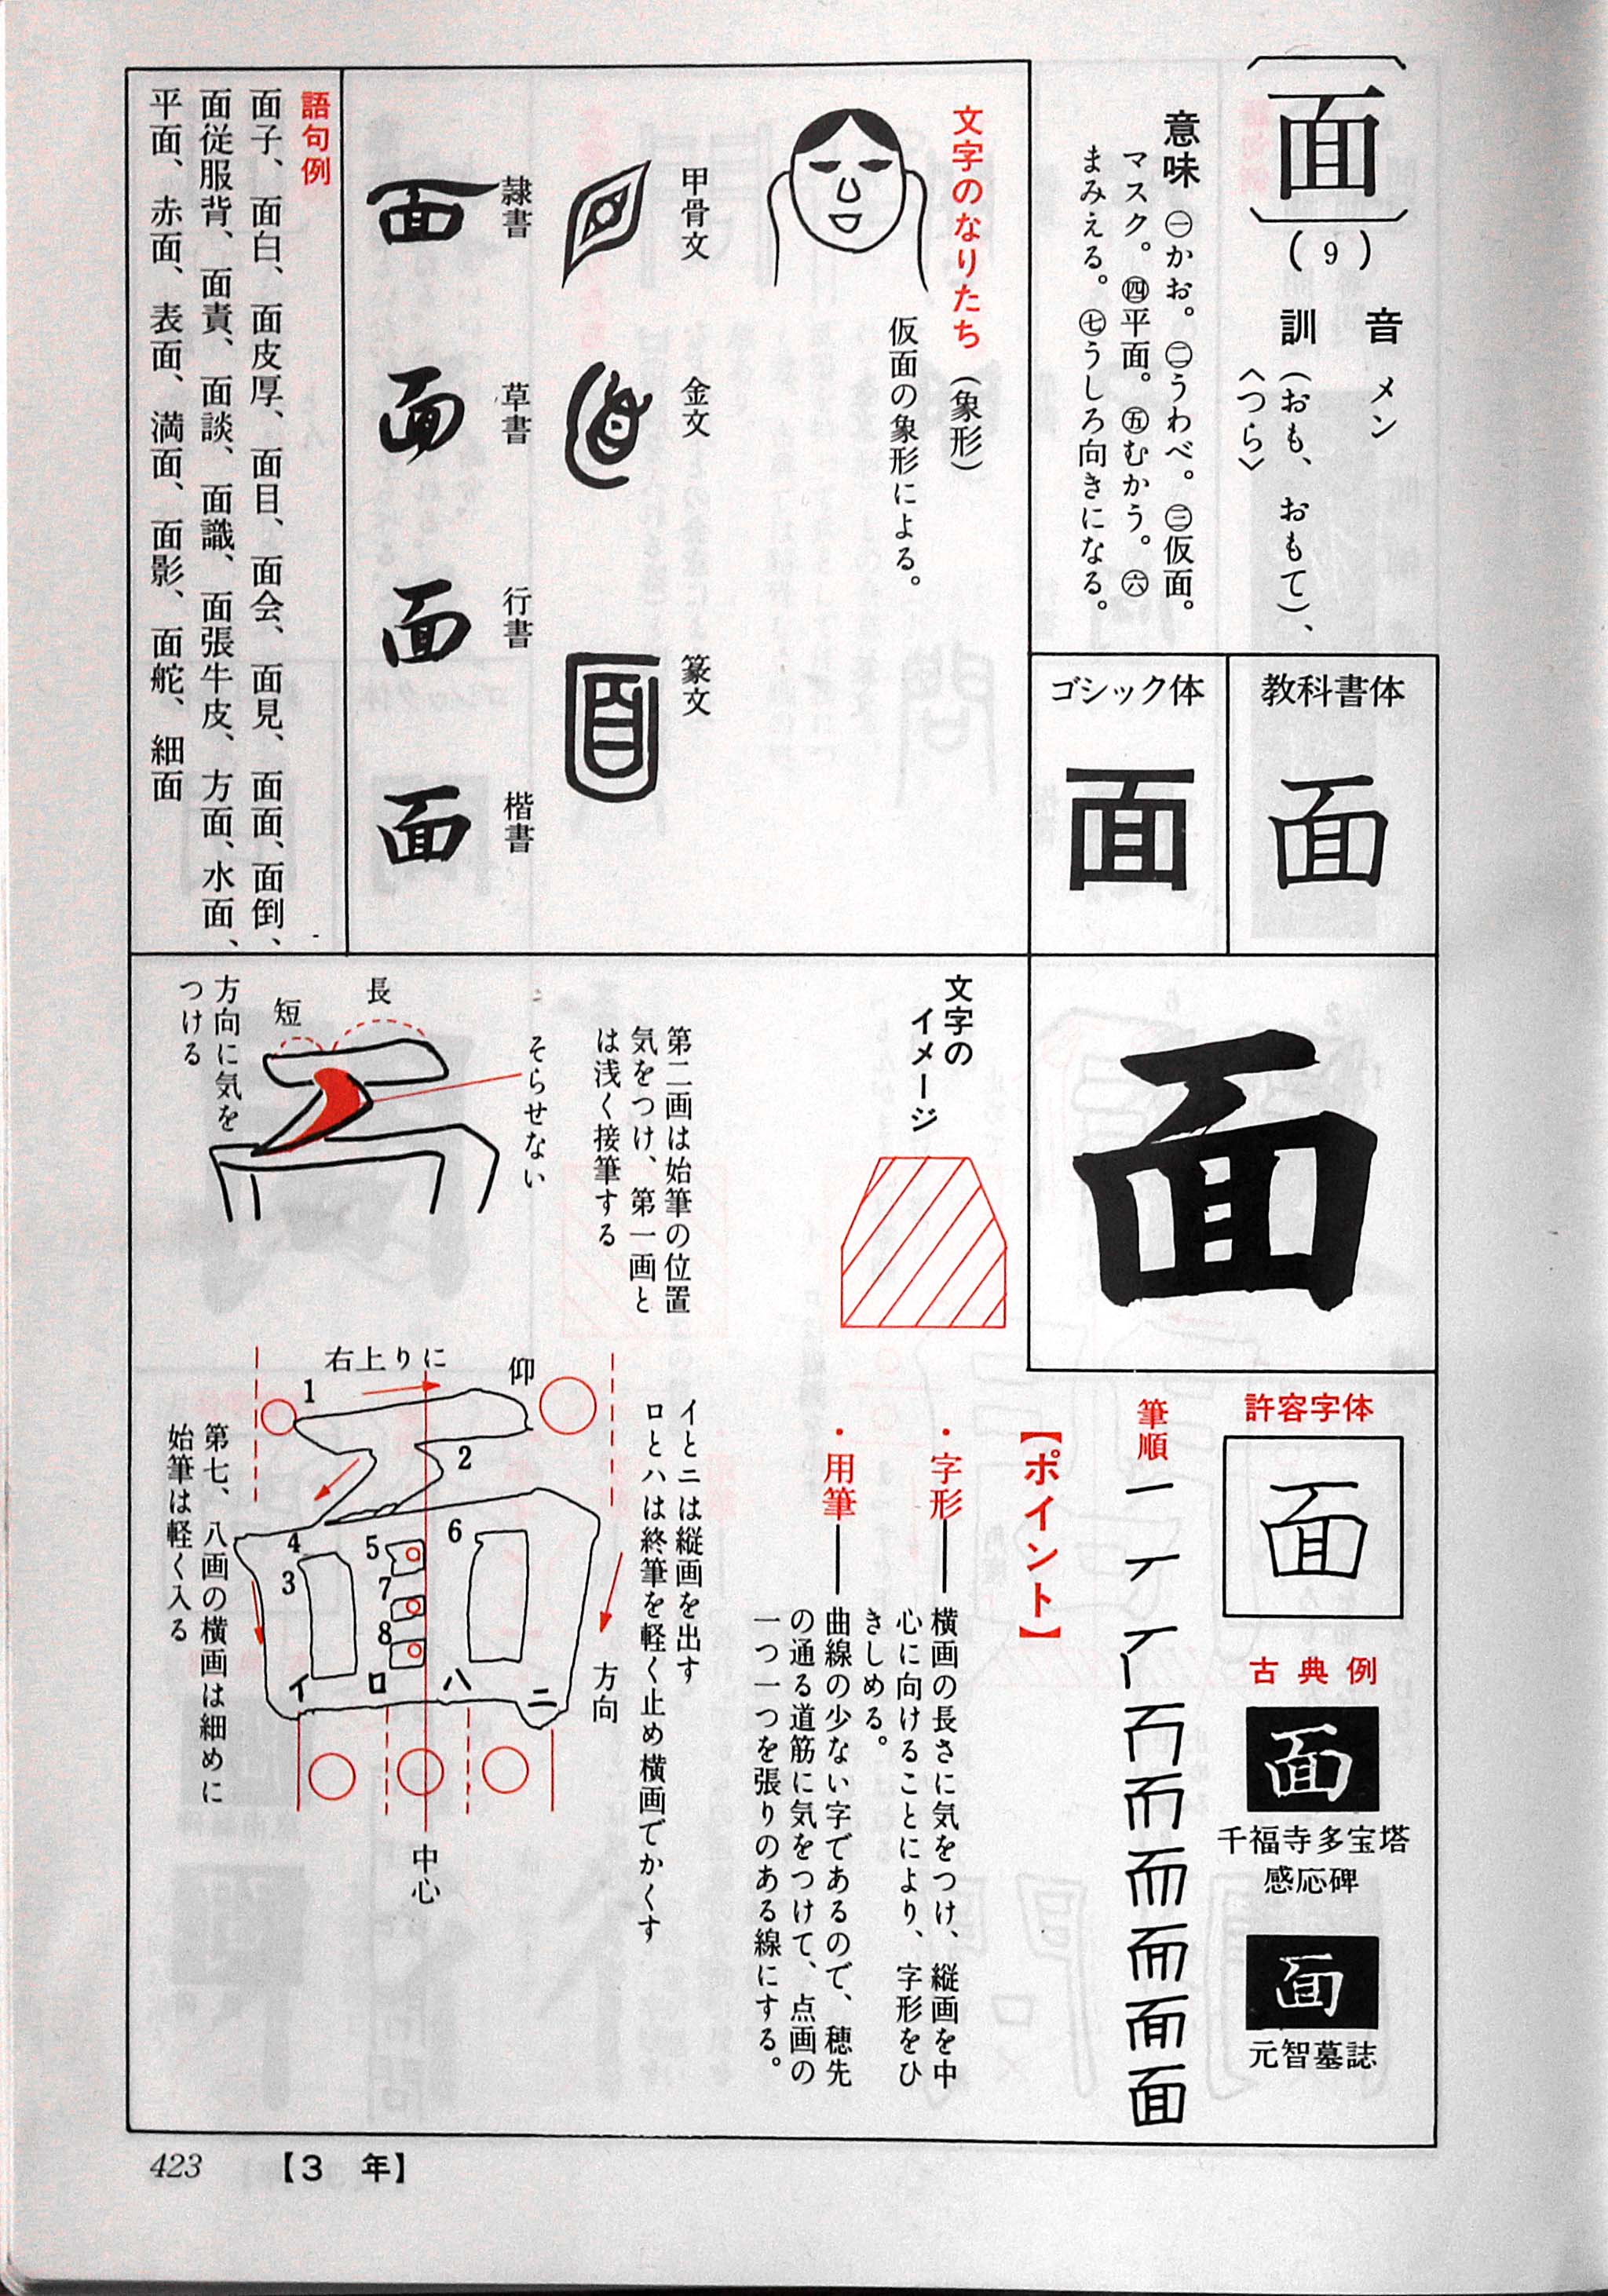 〔面〕(9)
音 メン
訓 (おも、おもて)、
〈つら〉
意味 ㊀かお。㊁うわべ。㊂仮面。
マスク。㊃平面。㊄むかう。㊅
まみえる。㊆うしろ向きになる。
教科書体
面
ゴシック体
面
文字のなりたち (象形)
仮面の象形による。
甲骨文
金文
篆文
隷書
面
草書
面
行書
面
楷書
面
語句例
面子、面白、面皮厚、面目、面会、面見、面面、面倒、
面従服背、面責、面談、面識、面張牛皮、方面、水面、
平面、赤面、表面、満面、面影、面舵、細面
面
許容字体
面
古典例
面
千福寺多宝塔
感応碑
面
元智墓誌
筆順
面
【ポイント】
・字形━━横画の長さに気をつけ、縦画を中
心に向けることにより、字形をひ
きしめる。
・用筆━━曲線の少ない字であるので、穂先
の通る道筋に気をつけて、点画の
一つ一つを張りのある線にする。
文字の
イメージ
第二画は始筆の位置
気をつけ、第一画と
は浅く接筆する
そらせない
長
短
方向に気を
つける
イとニは縦画を出す
ロとハは終筆を軽く止め横画でかくす
右上りに
仰
1
2
3
4
5
6
7
8
イ
ロ
ハ
ニ
方向
中心
第七、八画の横画は細めに
始筆は軽く入る
423
【3 年】